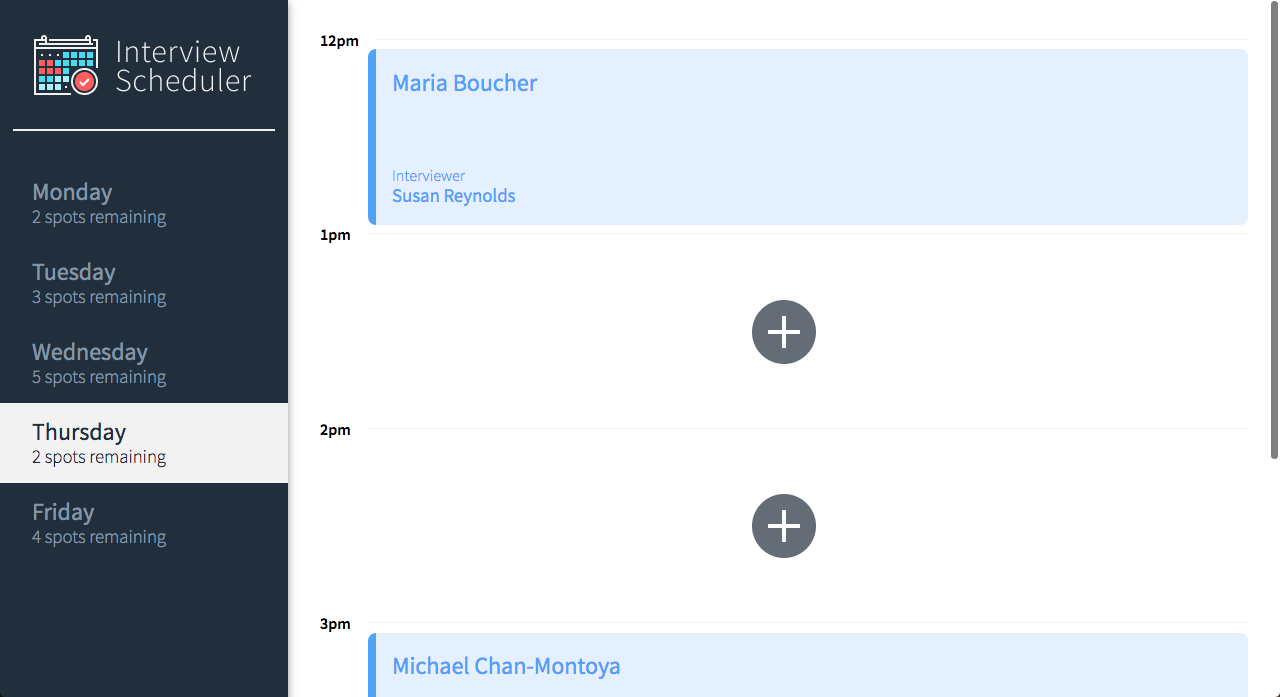 Interview
Scheduler
Monday
2 spots remaining
Tuesday
3 spots remaining
Wednesday
5 spots remaining
Thursday
2 spots remaining
Friday
4 spots remaining
12pm
Maria Boucher
Interviewer
Susan Reynolds
1pm
2pm
3pm
Michael Chan-Montoya